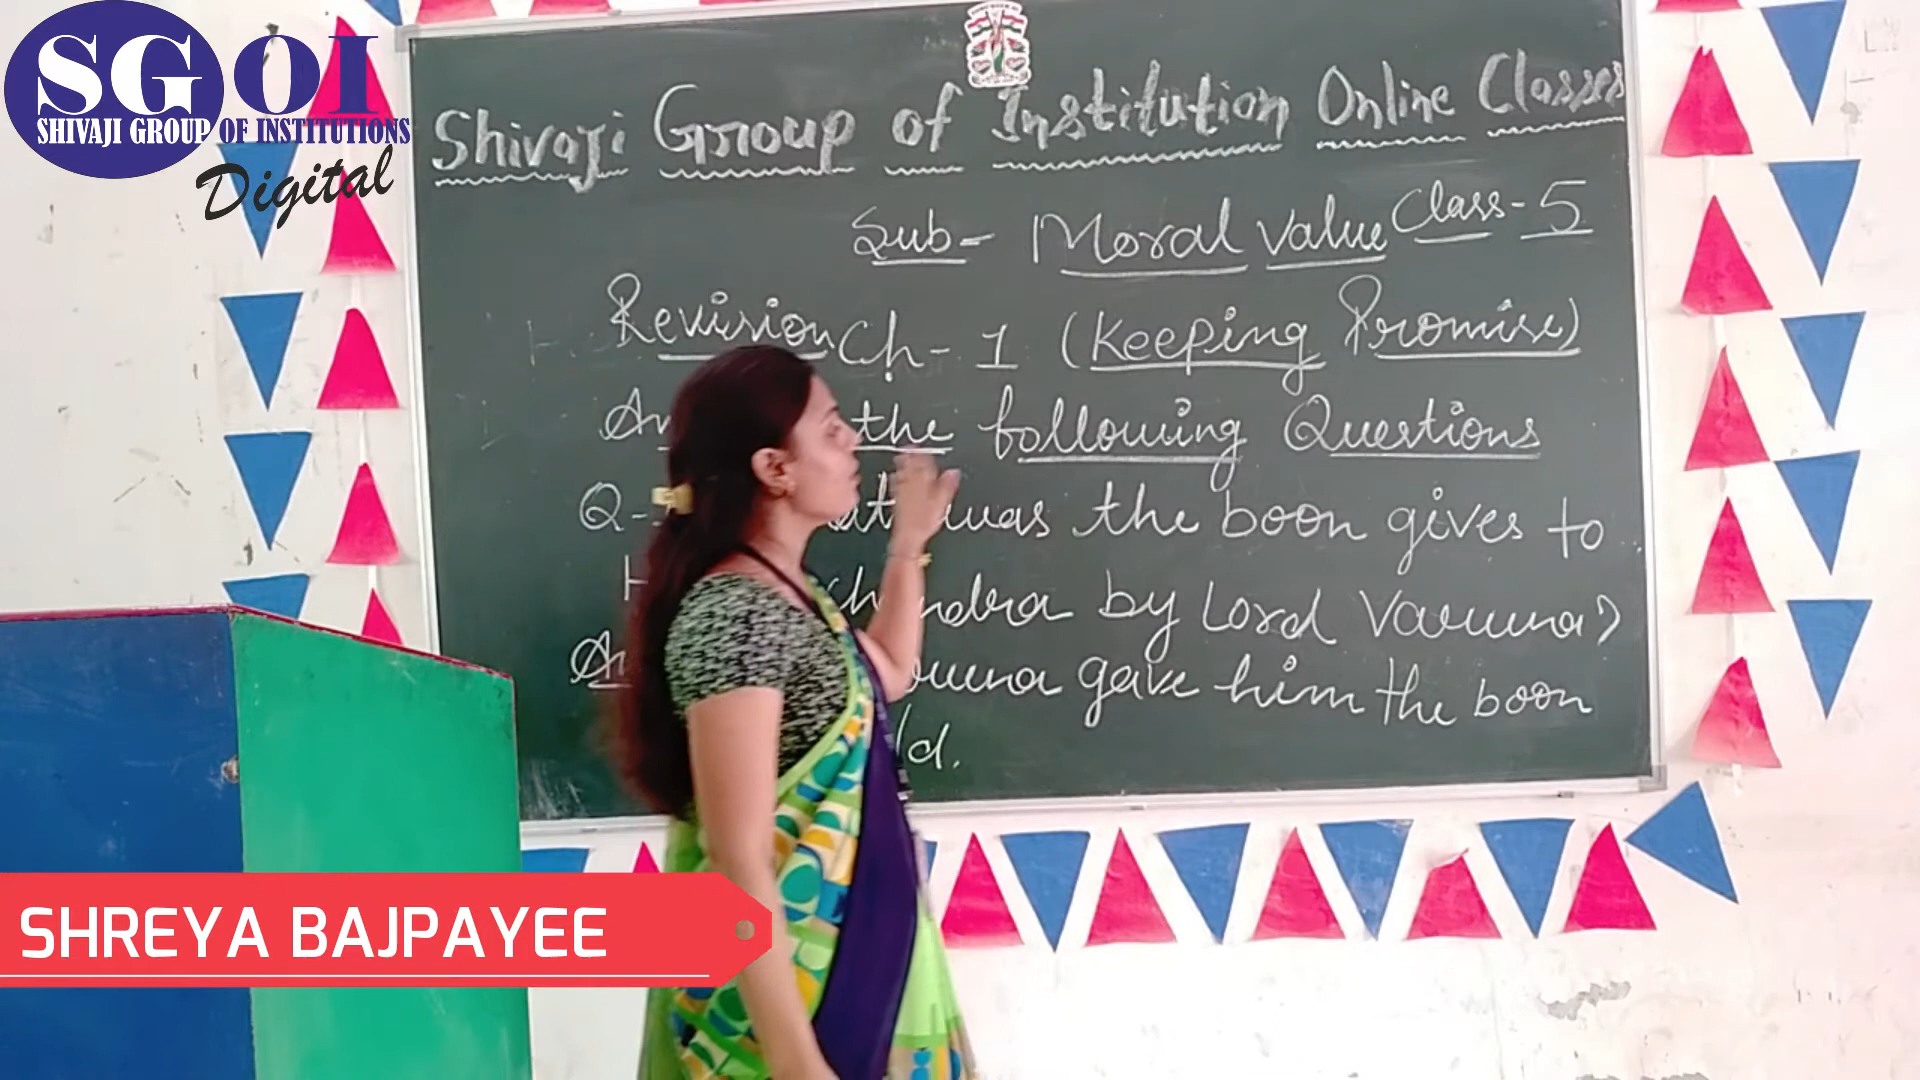 SGOI
SHIVAJI GROUP OF INSTITUTIONS
Digital
Shivaji Group of Institution Online Classes
Sub- Moral Value Class-5
Revision Ch-1 (Keeping Promise)
the following Questions
Q- was the boon gives to
by Lord Varuna?
gave him the boon
SHREYA BAJPAYEE